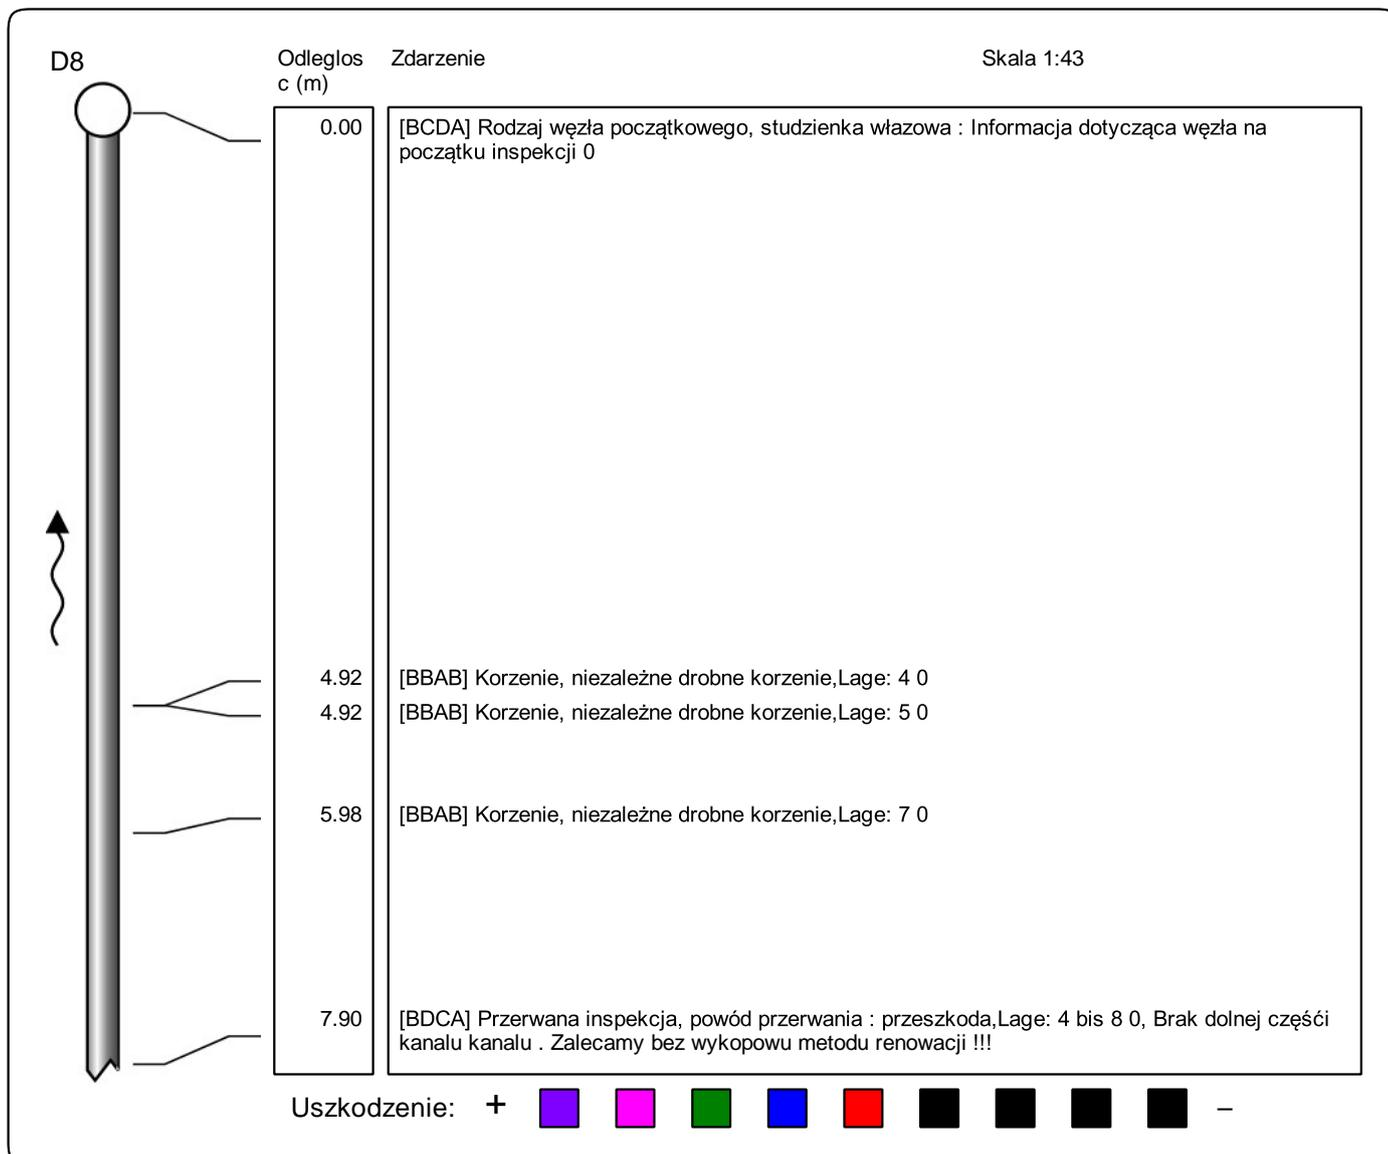 D8
Odleglos
c (m)
Zdarzenie
Skala 1:43
0.00 [BCDA] Rodzaj węzła początkowego, studzienka włazowa : Informacja dotycząca węzła na
początku inspekcji 0
4.92 [BBAB] Korzenie, niezależne drobne korzenie,Lage: 4 0
4.92 [BBAB] Korzenie, niezależne drobne korzenie,Lage: 5 0
5.98 [BBAB] Korzenie, niezależne drobne korzenie,Lage: 7 0
7.90 [BDCA] Przerwana inspekcja, powód przerwania : przeszkoda,Lage: 4 bis 8 0, Brak dolnej częśći
kanalu kanalu . Zalecamy bez wykopowu metodu renowacji !!!
Uszkodzenie: + –